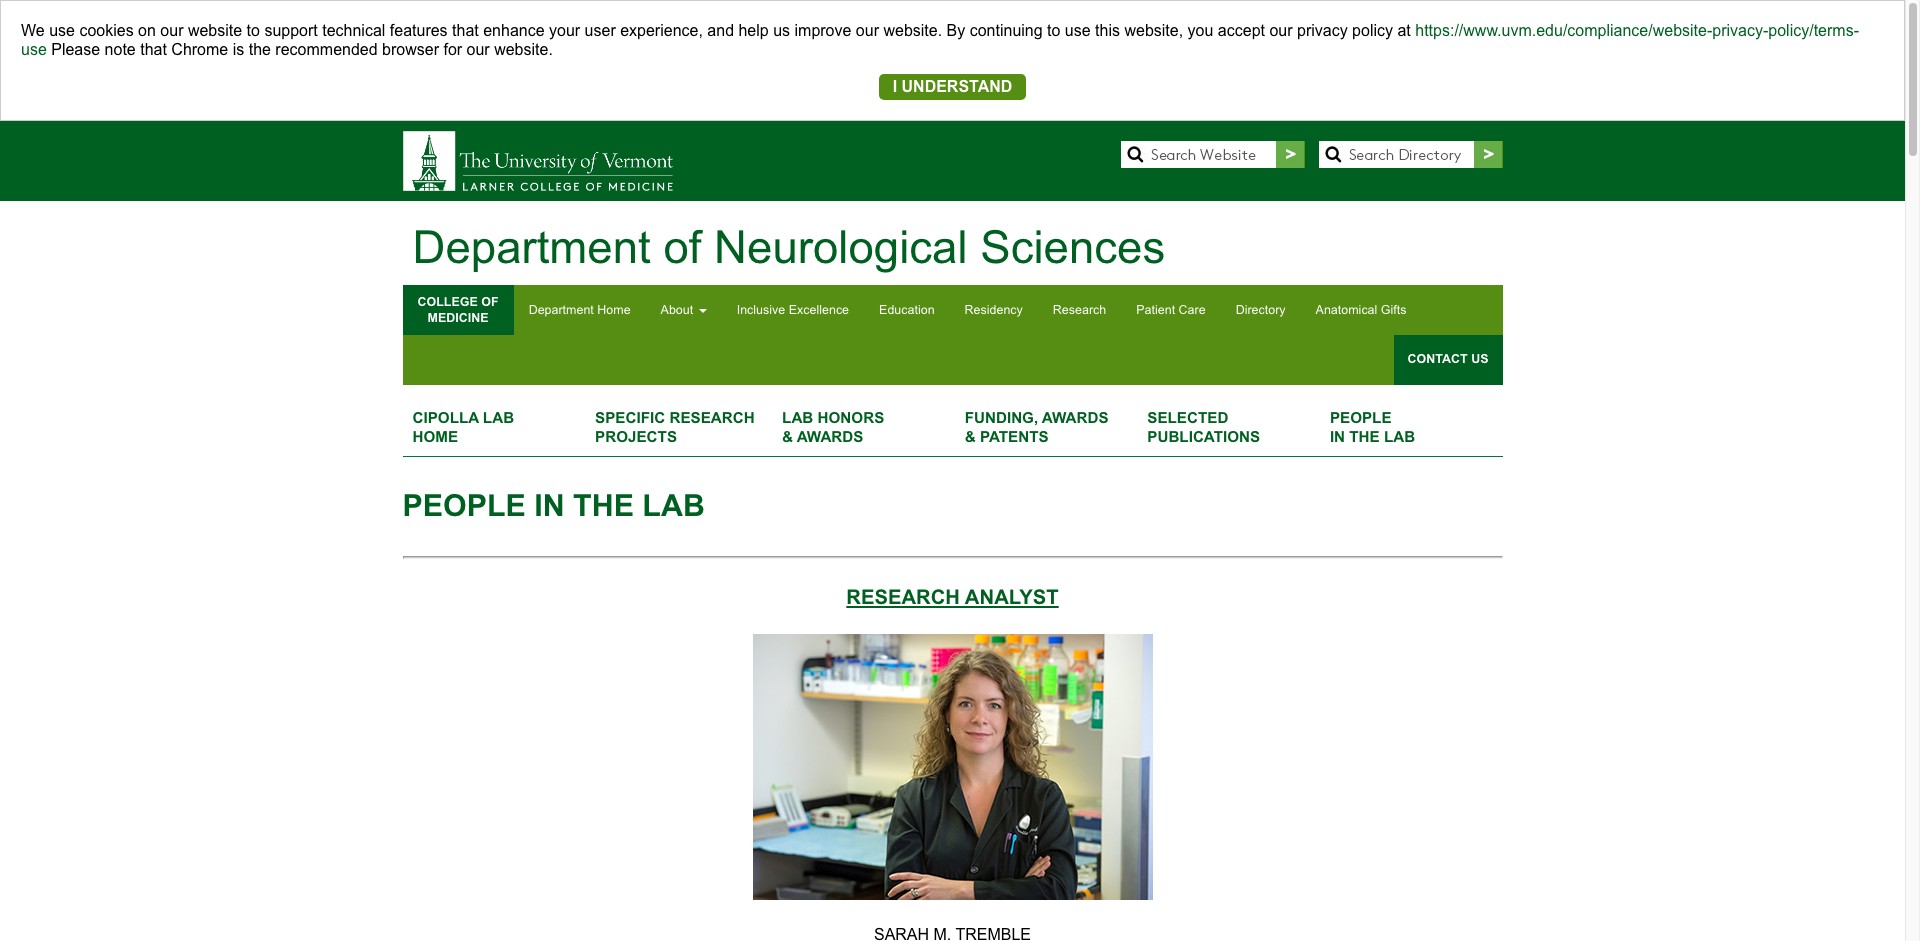 We use cookies on our website to support technical features that enhance your user experience, and help us improve our website. By continuing to use this website, you accept our privacy policy at https://www.uvm.edu/compliance/website-privacy-policy/terms-
use Please note that Chrome is the recommended browser for our website.
I UNDERSTAND
The University of Vermont
LARNER COLLEGE OF MEDICINE
Search Website >
Search Directory >
Department of Neurological Sciences
COLLEGE OF
MEDICINE
Department Home About Inclusive Excellence Education Residency Research Patient Care Directory Anatomical Gifts
CONTACT US
CIPOLLA LAB
HOME
SPECIFIC RESEARCH
PROJECTS
LAB HONORS
& AWARDS
FUNDING, AWARDS
& PATENTS
SELECTED
PUBLICATIONS
PEOPLE
IN THE LAB
PEOPLE IN THE LAB
RESEARCH ANALYST
SARAH M. TREMBLE